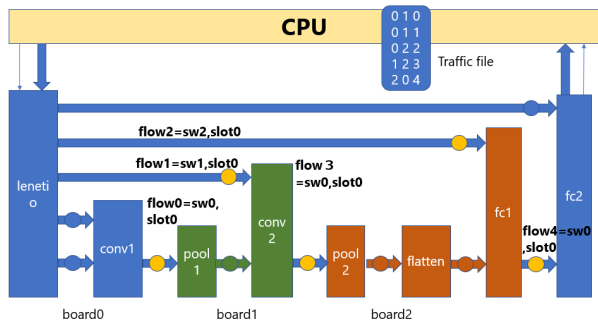 CPU
0 1 0
0 1 1
0 2 2
1 2 3
2 0 4
Traffic file
flow2=sw2,slot0
flow1=sw1,slot0
flow３
=sw0,slot0
flow0=sw0,
slot0
leneti
o
conv1
pool
1
conv
2
pool
2
flatten
fc1
fc2
flow4=sw0
,slot0
board0
board1
board2